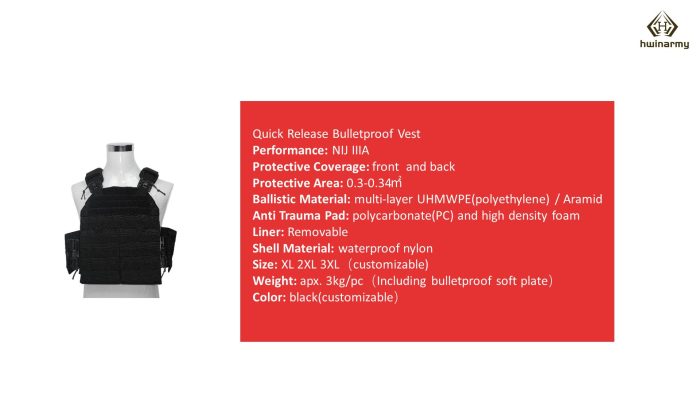 hwinarmy
Quick Release Bulletproof Vest
Performance: NIJ IIIA
Protective Coverage: front and back
Protective Area: 0.3-0.34㎡
Ballistic Material: multi-layer UHMWPE(polyethylene) / Aramid
Anti Trauma Pad: polycarbonate(PC) and high density foam
Liner: Removable
Shell Material: waterproof nylon
Size: XL 2XL 3XL（customizable)
Weight: apx. 3kg/pc（Including bulletproof soft plate）
Color: black(customizable）